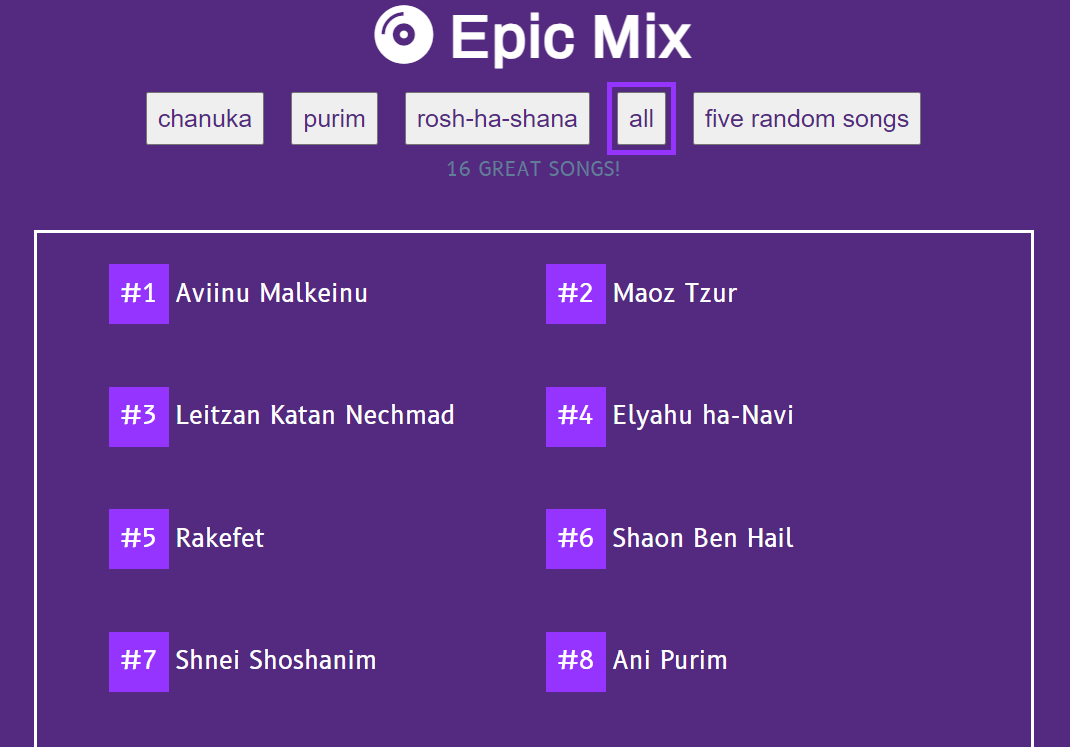 Epic Mix
chanuka purim rosh-ha-shana all five random songs
16 GREAT SONGS!
#1 Aviinu Malkeinu #2 Maoz Tzur
#3 Leitzan Katan Nechmad #4 Elyahu ha-Navi
#5 Rakefet #6 Shaon Ben Hail
#7 Shnei Shoshanim #8 Ani Purim